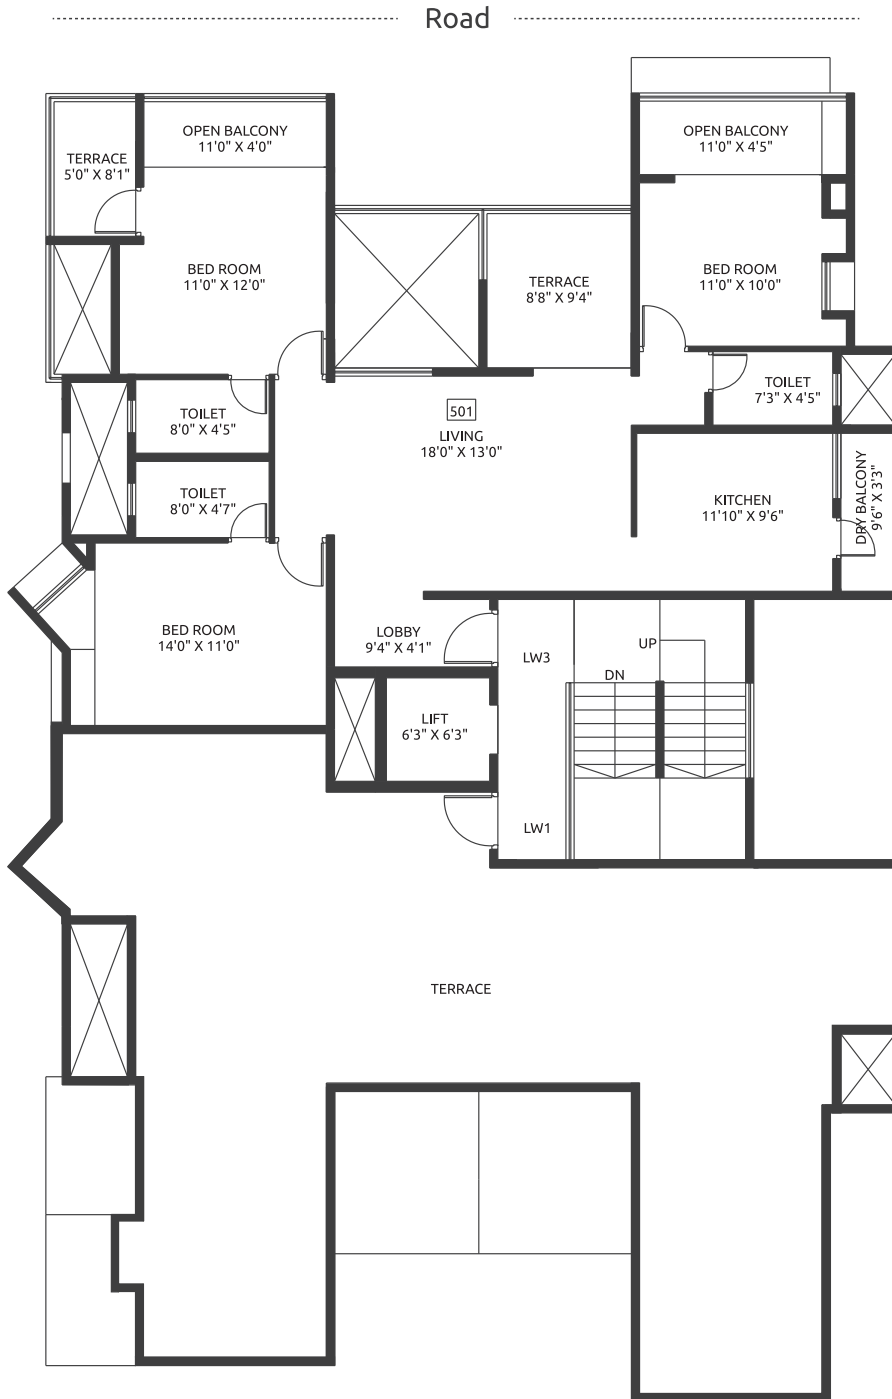 Road
OPEN BALCONY
11'0" X 4'0"
OPEN BALCONY
11'0" X 4'5"
TERRACE
5'0" X 8'1"
BED ROOM
11'0" X 12'0"
TERRACE
8'8" X 9'4"
BED ROOM
11'0" X 10'0"
TOILET
7'3" X 4'5"
TOILET
8'0" X 4'5"
501
LIVING
18'0" X 13'0"
TOILET
8'0" X 4'7"
KITCHEN
11'10" X 9'6"
DRY BALCONY
9'6" X 3'3"
BED ROOM
14'0" X 11'0"
LOBBY
9'4" X 4'1"
LW3
UP
DN
LIFT
6'3" X 6'3"
LW1
TERRACE